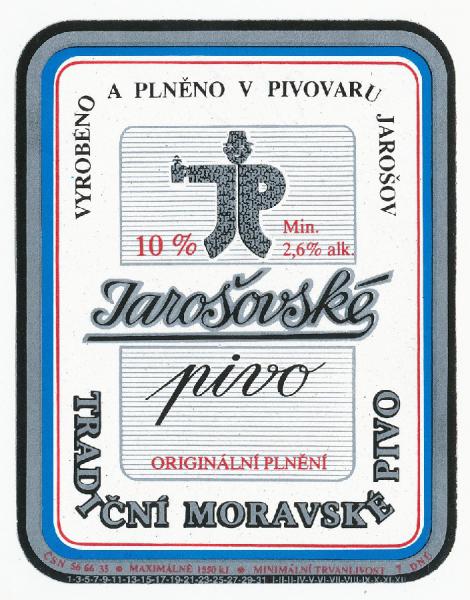 VYROBENO A PLNĚNO V PIVOVARU JAROŠOV
JP
10 %
Min.
2,6% alk.
Jarošovské
pivo
ORIGINÁLNÍ PLNĚNÍ
TRADIČNÍ MORAVSKÉ PIVO
ČSN 56 66 35 ● MAXIMÁLNĚ 1550 kJ ● MINIMÁLNÍ TRVANLIVOST 7 DNŮ
1-3-5-7-9-11-13-15-17-19-21-23-25-27-29-31 I-II-III-IV-V-VI-VII-VIII-IX-X-XI-XII